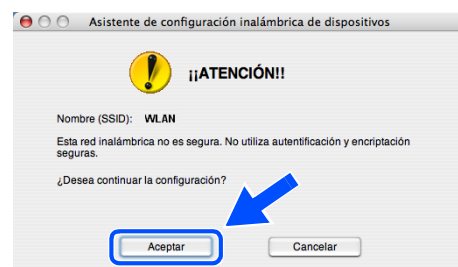 Asistente de configuración inalámbrica de dispositivos
¡¡ATENCIÓN!!
Nombre (SSID): WLAN
Esta red inalámbrica no es segura. No utiliza autentificación y encriptación
seguras.
¿Desea continuar la configuración?
Aceptar Cancelar